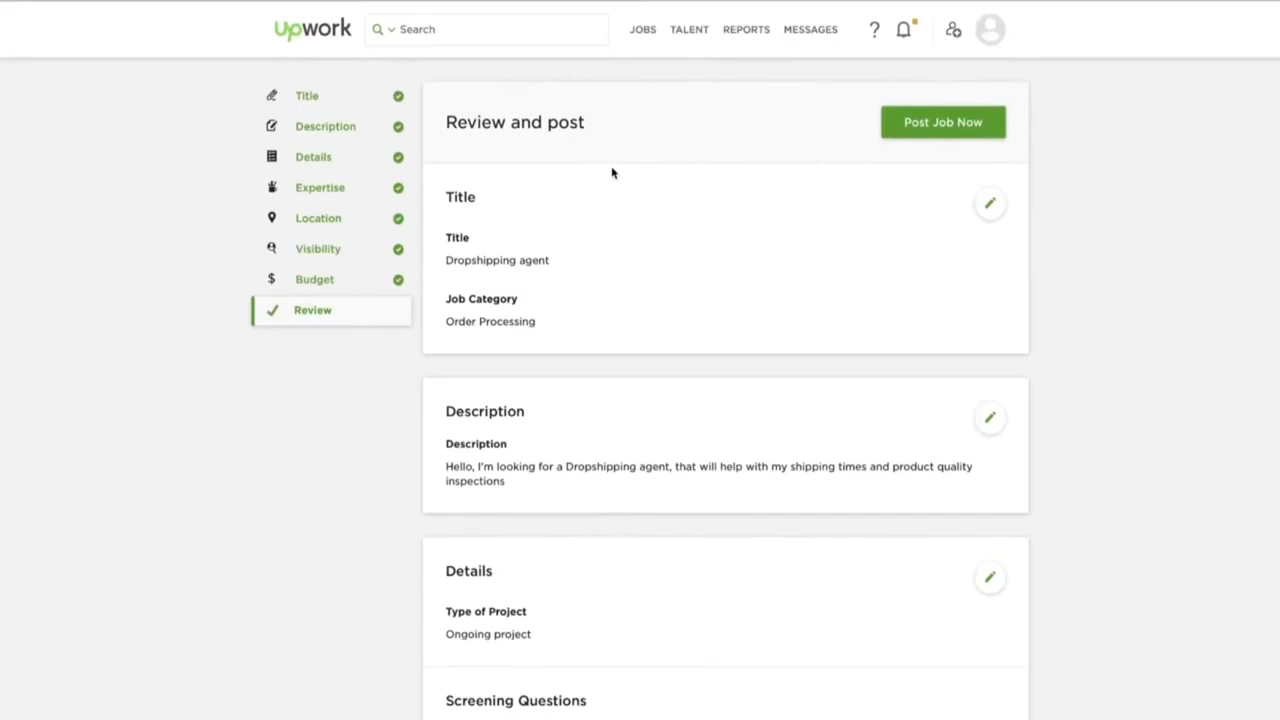 upwork
Search
JOBS TALENT REPORTS MESSAGES
?
Title
Description
Details
Expertise
Location
Visibility
$ Budget
Review
Review and post
Post Job Now
Title
Title
Dropshipping agent
Job Category
Order Processing
Description
Description
Hello, I'm looking for a Dropshipping agent, that will help with my shipping times and product quality
inspections
Details
Type of Project
Ongoing project
Screening Questions